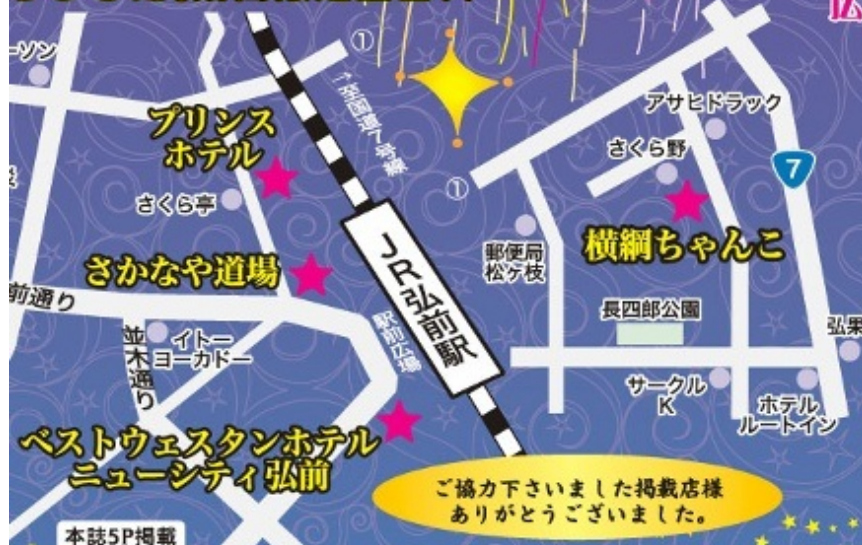 広
ーソン
①
↑至国道7号線
アサヒドラック
プリンス
ホテル
さくら野
7
さくら亭
①
横綱ちゃんこ
郵便局
松ヶ枝
さかなや道場
JR弘前駅
前通り
長四郎公園
弘果
駅前広場
並木通り
イトー
ヨーカドー
サークル
K
ホテル
ルートイン
ベストウェスタンホテル
ニューシティ弘前
ご協力下さいました掲載店様
ありがとうございました。
本誌5P掲載